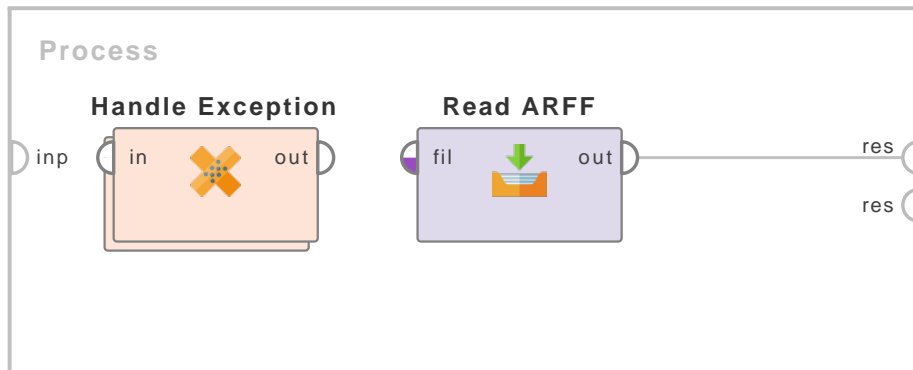 Process
Handle Exception Read ARFF
inp in out fil out res
res